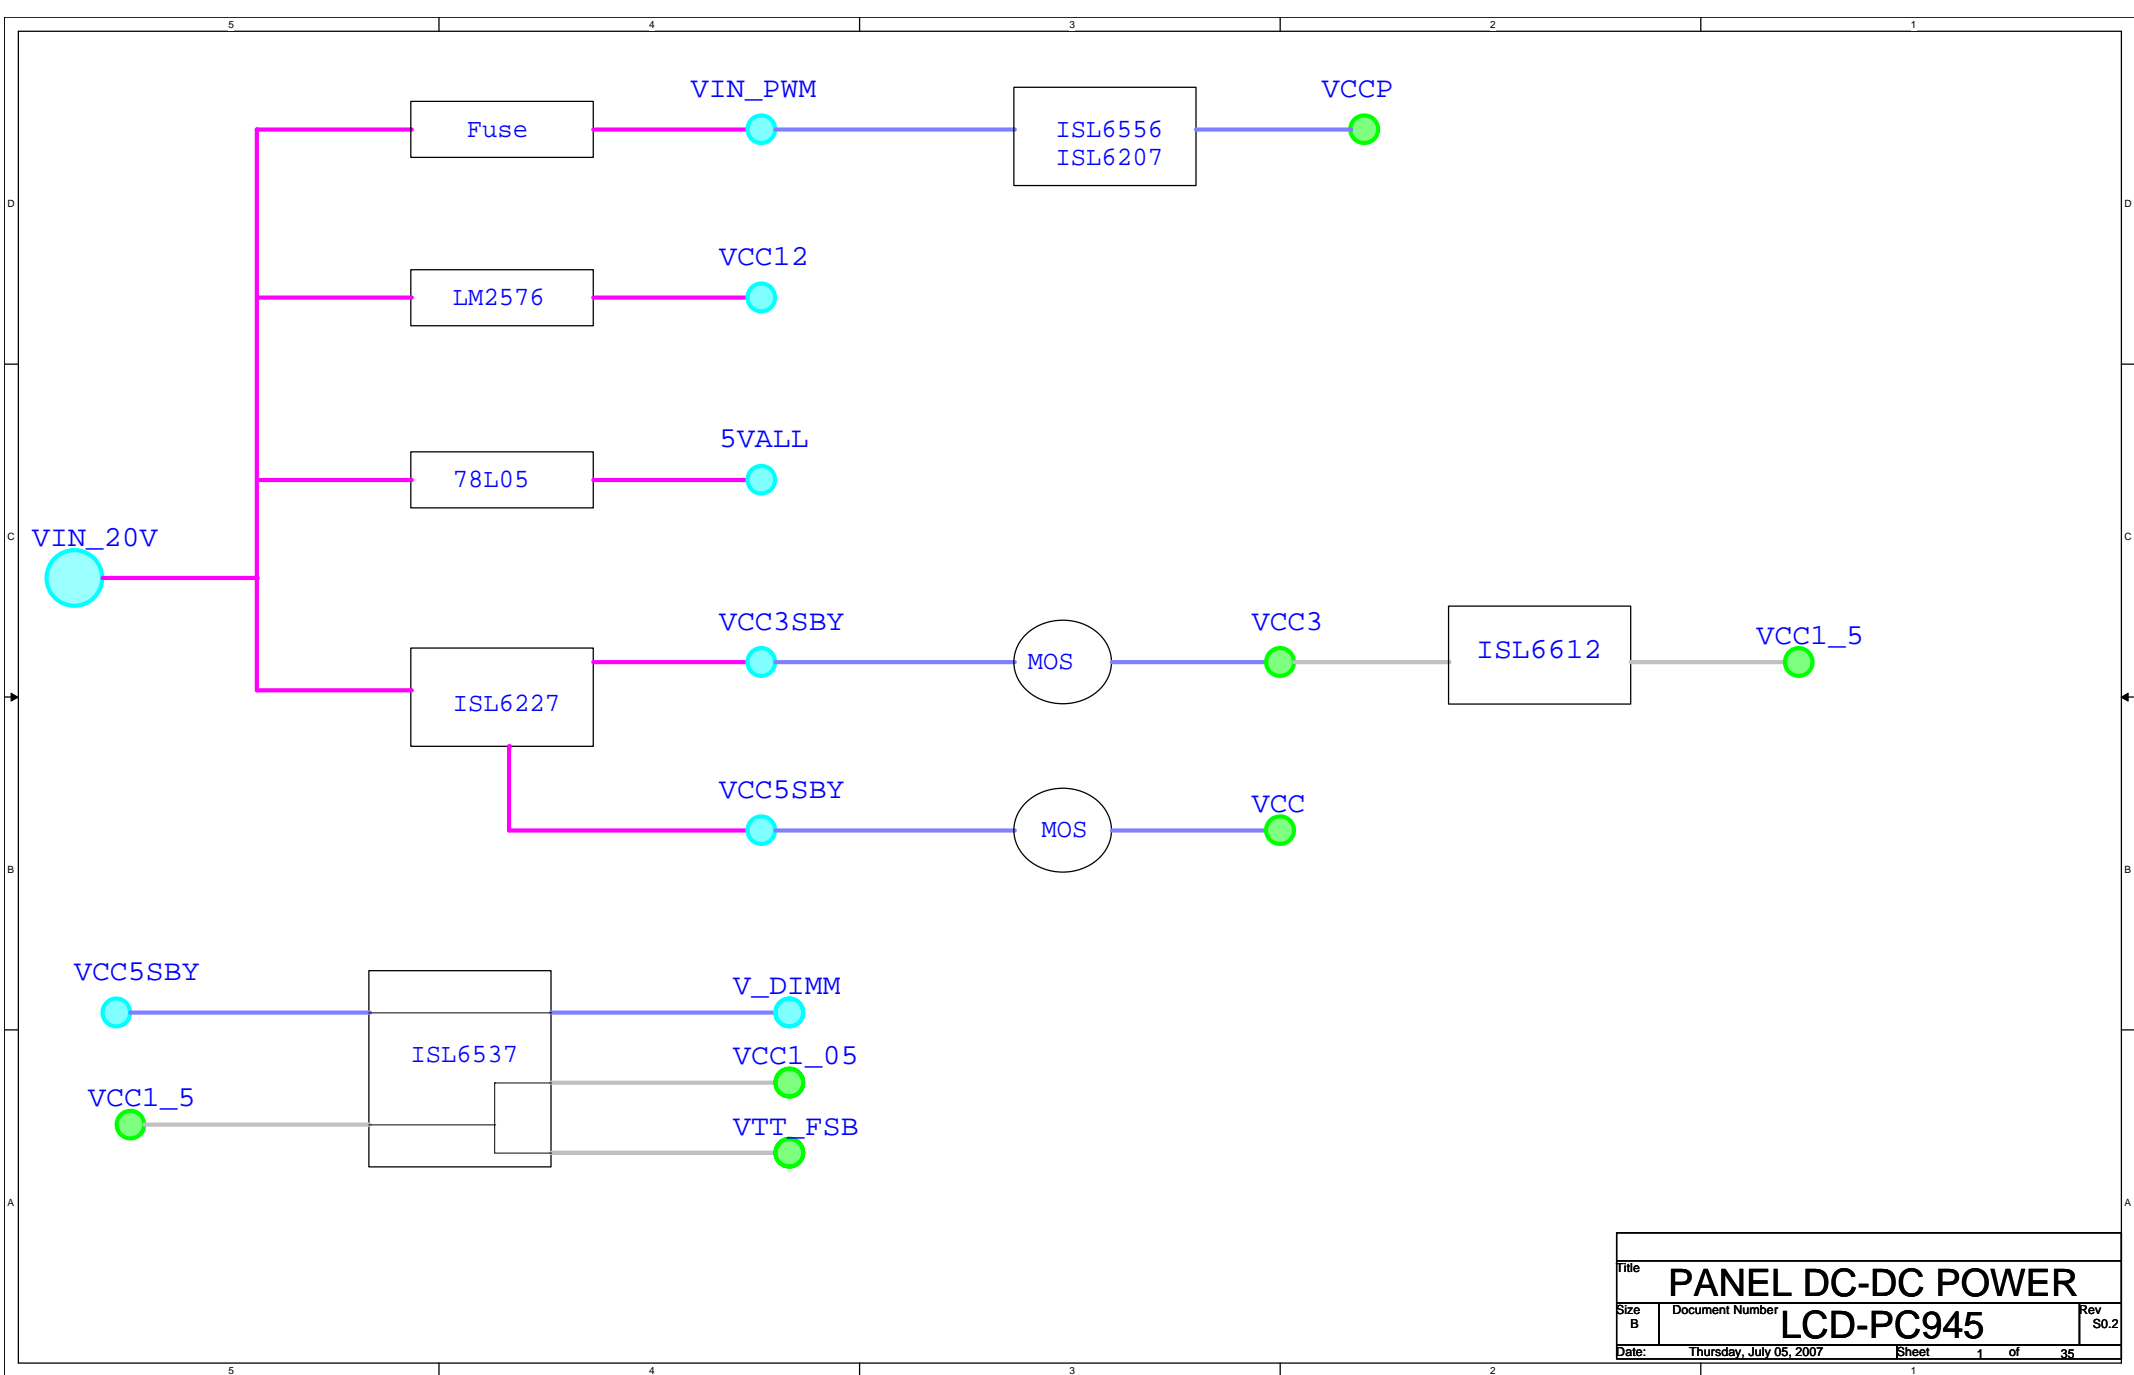 5 4 3 2 1
VIN_PWM VCCP
Fuse ISL6556
ISL6207
D D
VCC12
LM2576
5VALL
78L05
VIN_20V
C C
VCC3SBY VCC3 VCC1_5
MOS ISL6612
ISL6227
VCC5SBY VCC
MOS
B B
VCC5SBY V_DIMM
ISL6537 VCC1_05
VCC1_5
VTT_FSB
A A
Title
PANEL DC-DC POWER
Size Document Number Rev
B LCD-PC945 S0.2
Date: Thursday, July 05, 2007 Sheet 1 of 35
5 4 3 2 1